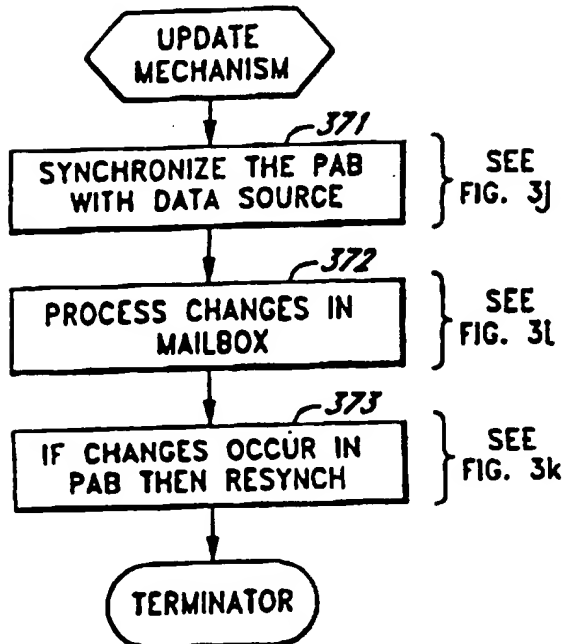 UPDATE
MECHANISM
371
SYNCHRONIZE THE PAB
WITH DATA SOURCE
SEE
FIG. 3j
372
PROCESS CHANGES IN
MAILBOX
SEE
FIG. 3l
373
IF CHANGES OCCUR IN
PAB THEN RESYNCH
SEE
FIG. 3k
TERMINATOR